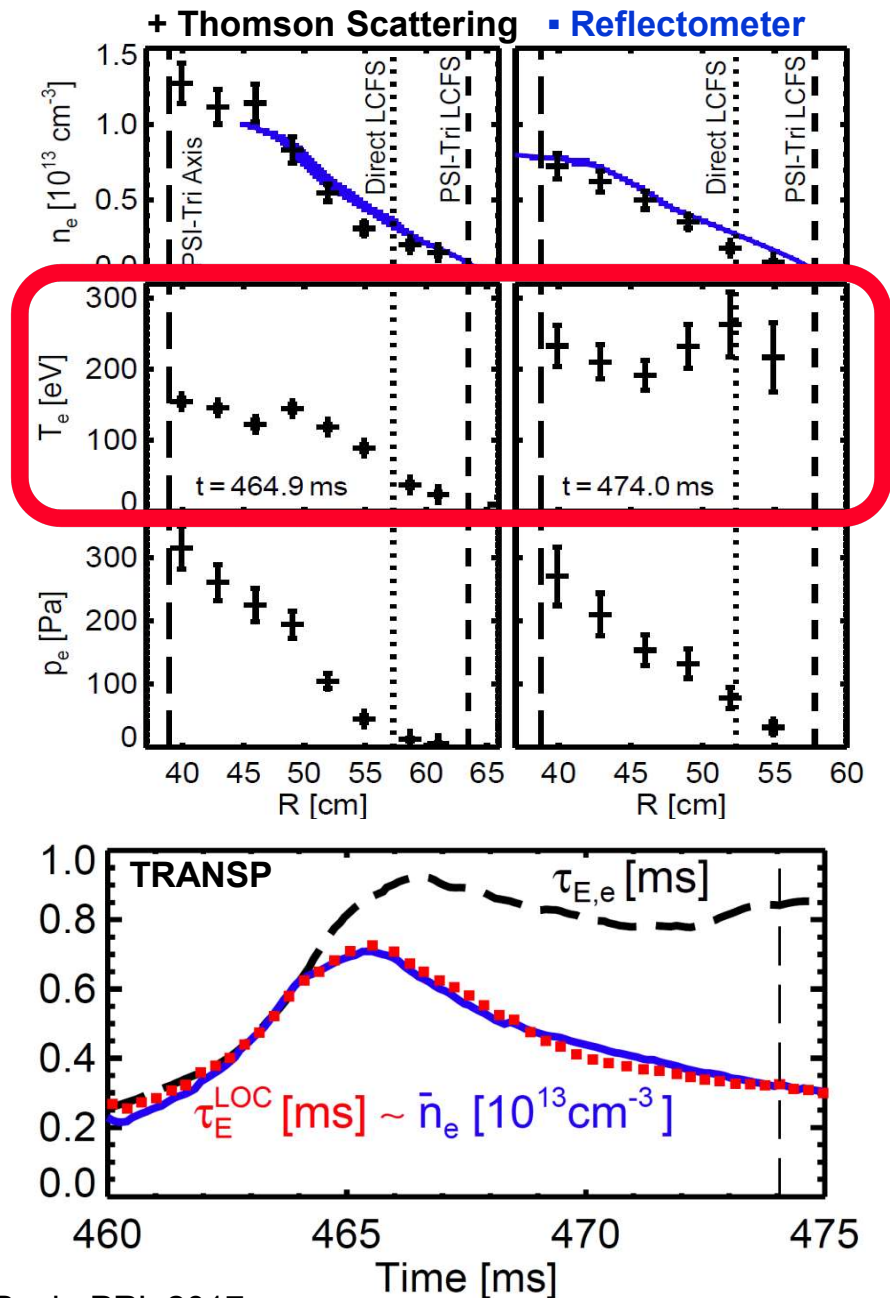 + Thomson Scattering ▪ Reflectometer
1.5
1.0
0.5
0.0
n_e [10^13 cm^-3]
PSI-Tri Axis
Direct LCFS
PSI-Tri LCFS
Direct LCFS
PSI-Tri LCFS
300
200
100
0
T_e [eV]
t = 464.9 ms
t = 474.0 ms
300
200
100
0
p_e [Pa]
40 45 50 55 60 65
40 45 50 55 60
R [cm]
R [cm]
TRANSP
τ_E,e [ms]
1.0
0.8
0.6
0.4
0.2
0.0
τ_E^LOC [ms] ~ n̄_e [10^13 cm^-3]
460 465 470 475
Time [ms]